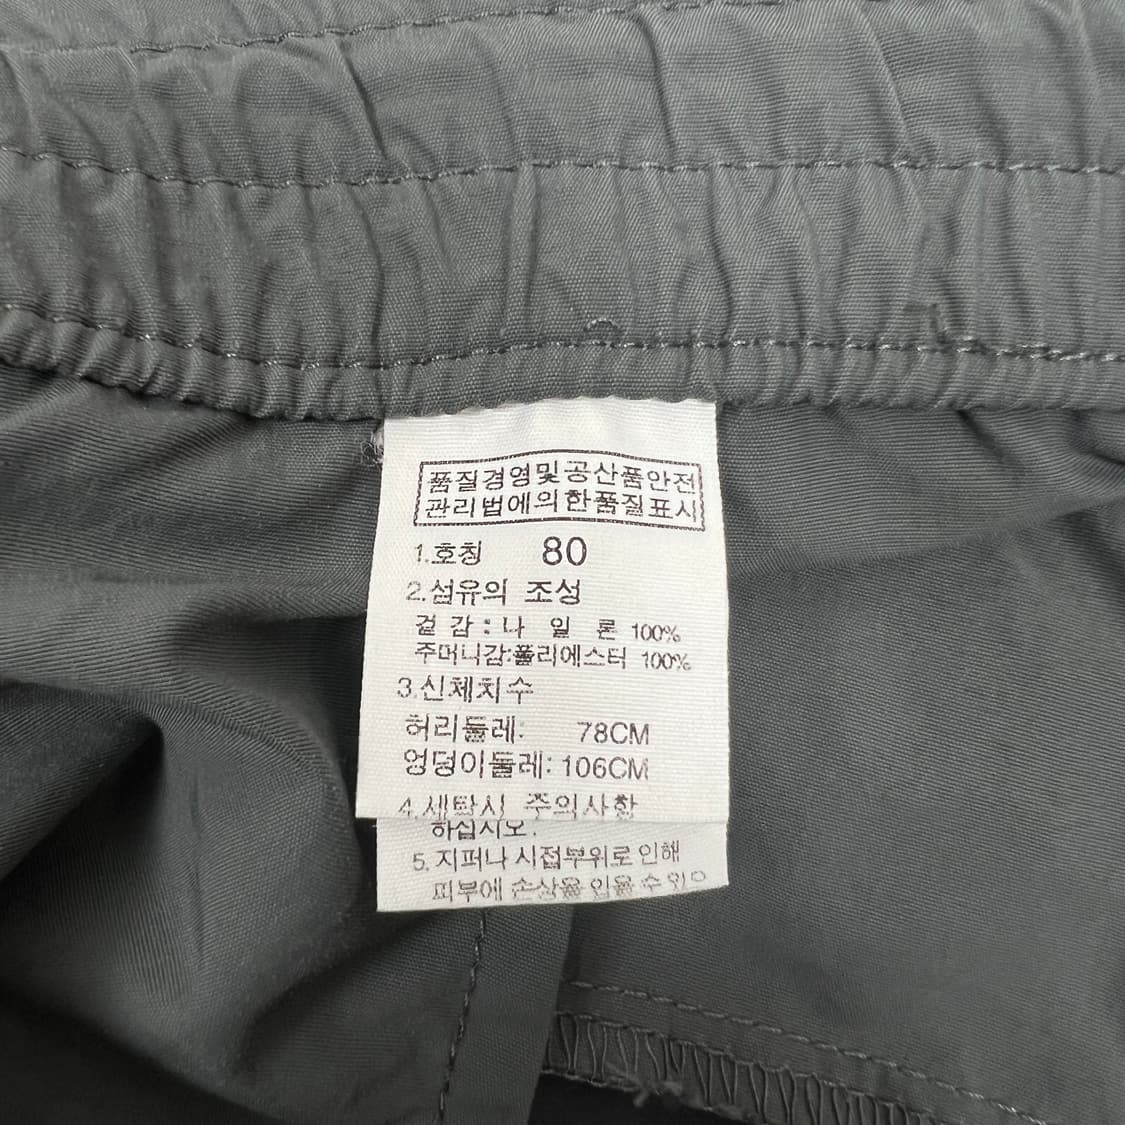 품질경영및공산품안전
관리법에의한품질표시
1.호칭 80
2.섬유의 조성
겉 감 : 나 일 론 100%
주머니감:폴리에스터 100%
3.신체치수
허리둘레: 78CM
엉덩이둘레: 106CM
4.세탁시 주의사항
하십시오.
5. 지퍼나 시접부위로 인해
피부에 손상을 입을 수